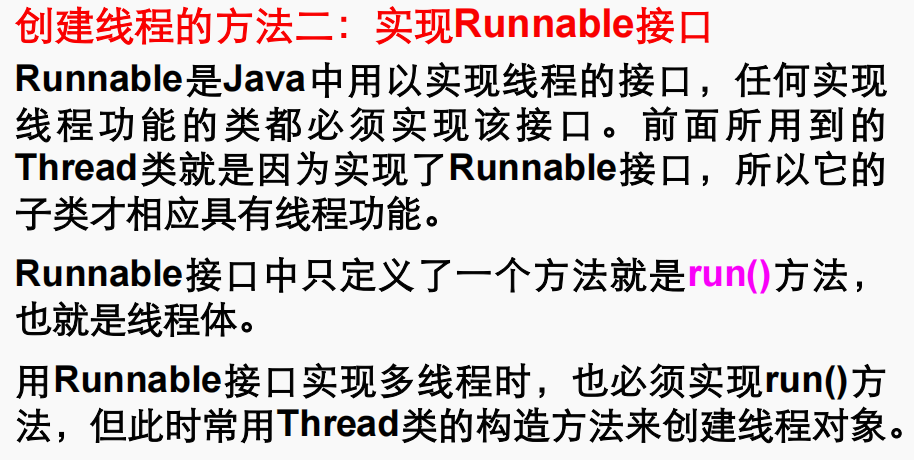 创建线程的方法二：实现Runnable接口
Runnable是Java中用以实现线程的接口，任何实现
线程功能的类都必须实现该接口。前面所用到的
Thread类就是因为实现了Runnable接口，所以它的
子类才相应具有线程功能。
Runnable接口中只定义了一个方法就是run()方法，
也就是线程体。
用Runnable接口实现多线程时，也必须实现run()方
法，但此时常用Thread类的构造方法来创建线程对象。